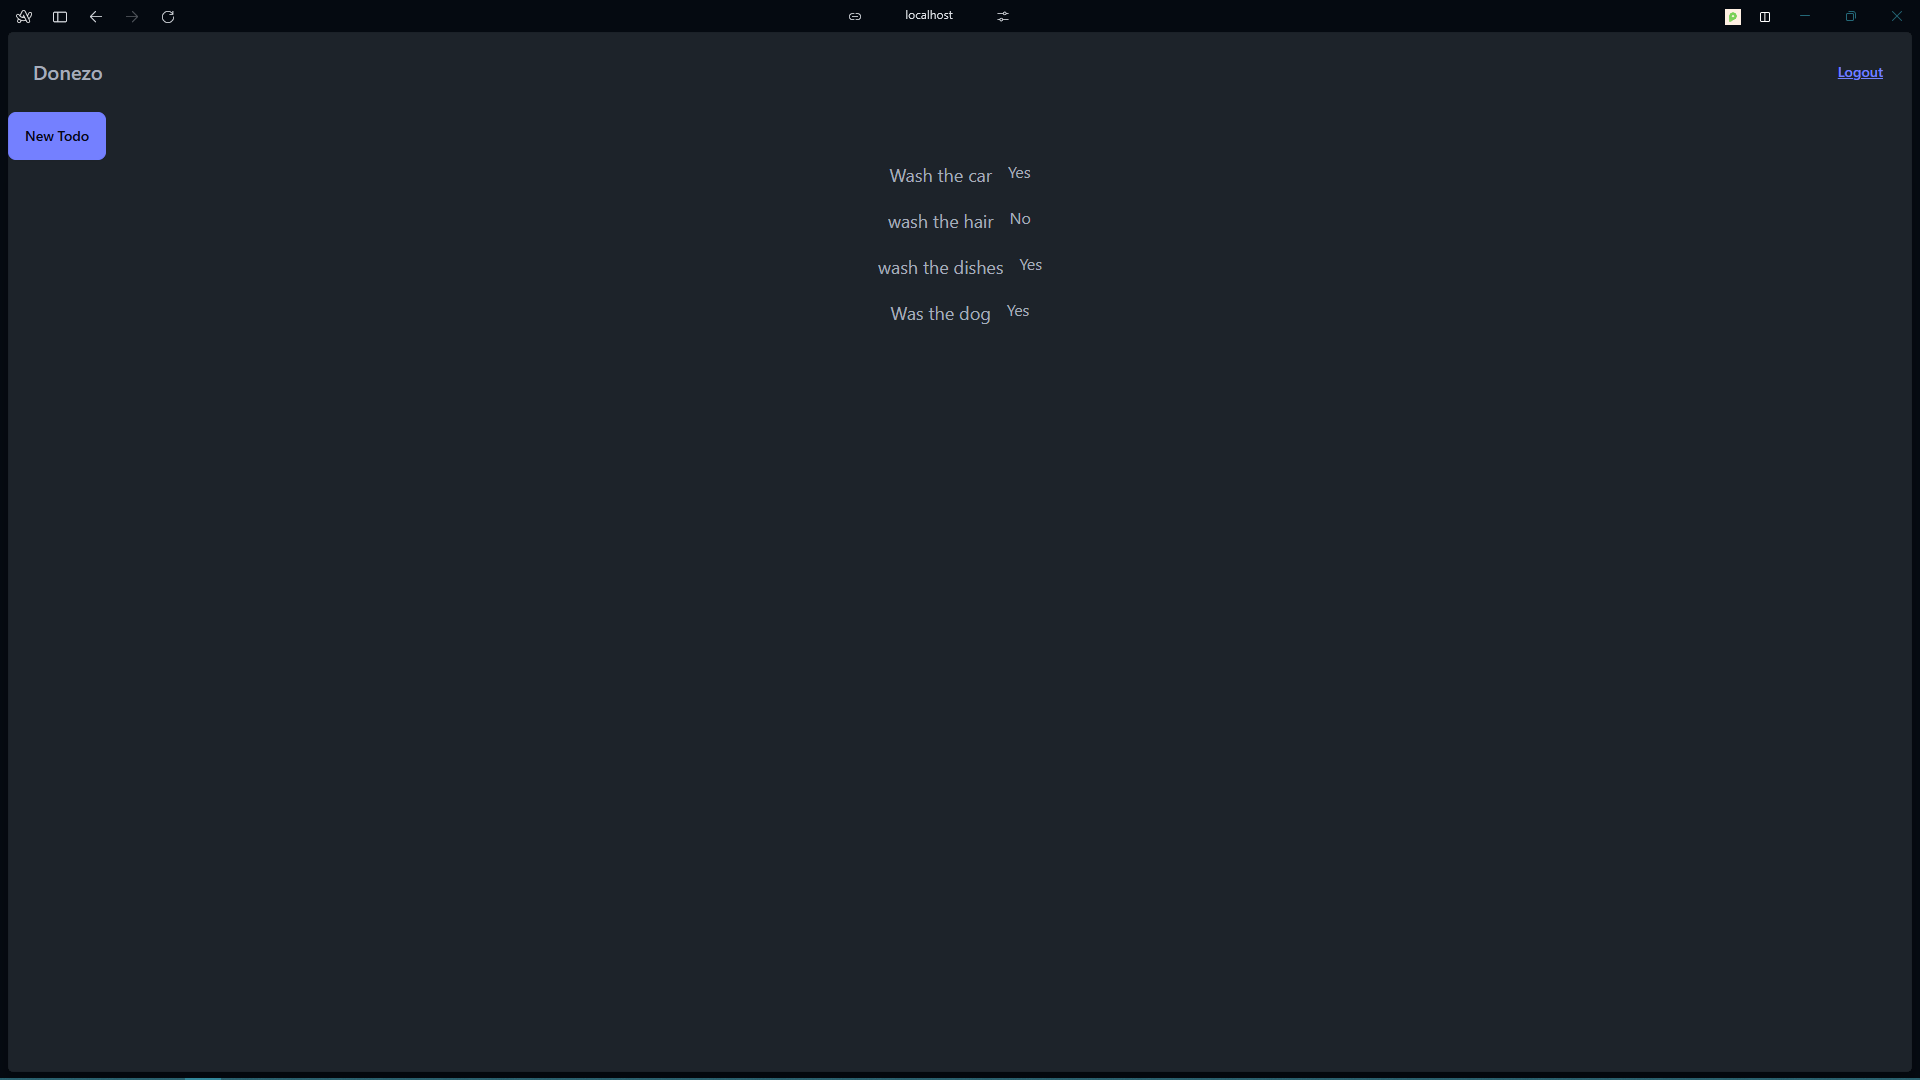 localhost
Donezo
Logout
New Todo
Wash the car Yes
wash the hair No
wash the dishes Yes
Was the dog Yes